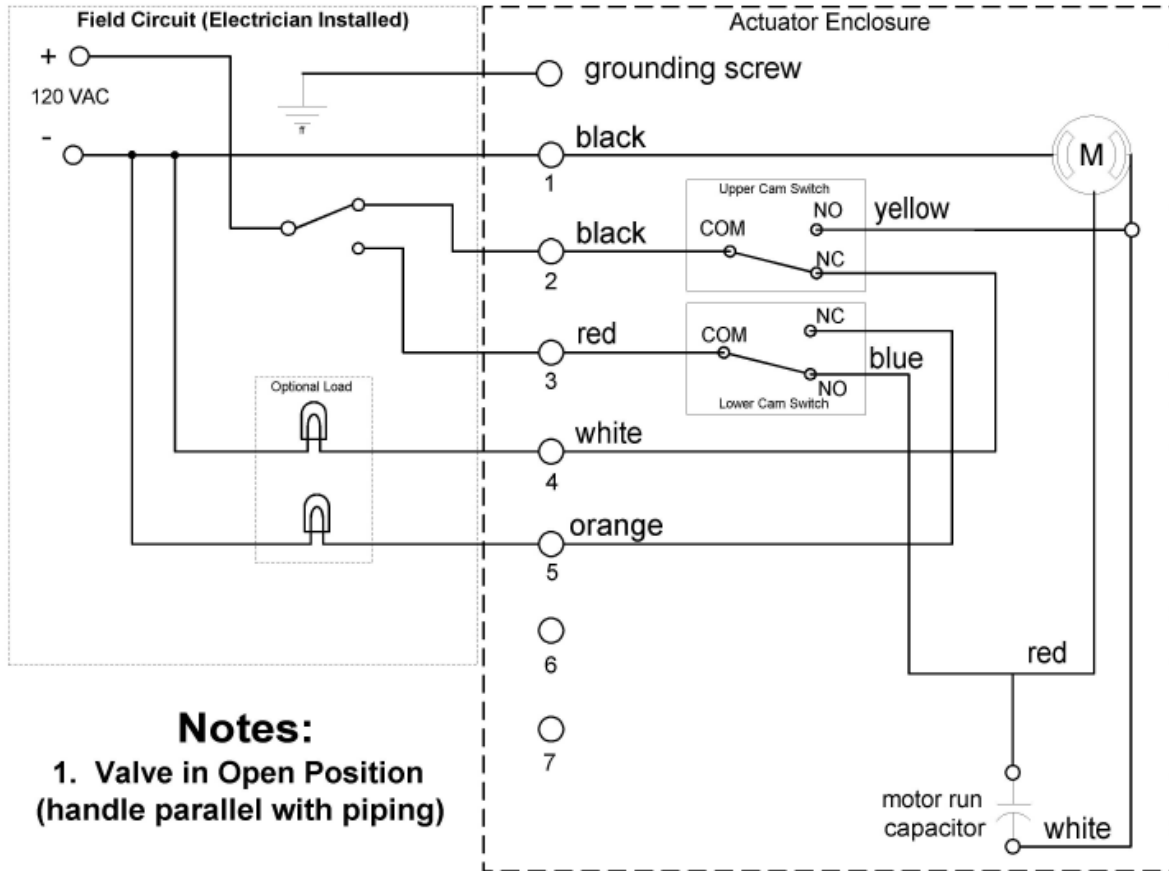 Field Circuit (Electrician Installed)
Actuator Enclosure
+
120 VAC
-
grounding screw
black
1
M
Upper Cam Switch
NO
yellow
COM
black
NC
2
NC
red
COM
blue
3
NO
Lower Cam Switch
Optional Load
white
4
orange
5
6
red
7
Notes:
1. Valve in Open Position
(handle parallel with piping)
motor run
capacitor
white